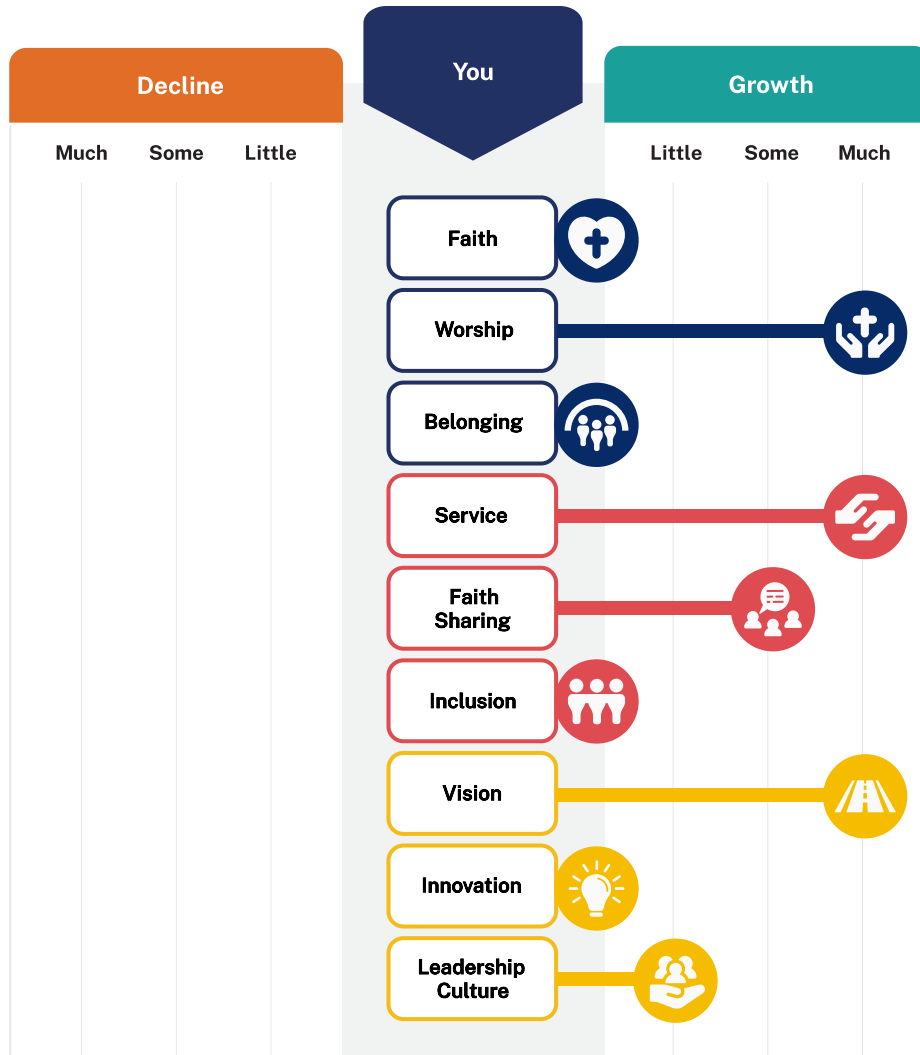 Decline
You
Growth
Much Some Little
Little Some Much
Faith
Worship
Belonging
Service
Faith
Sharing
Inclusion
Vision
Innovation
Leadership
Culture